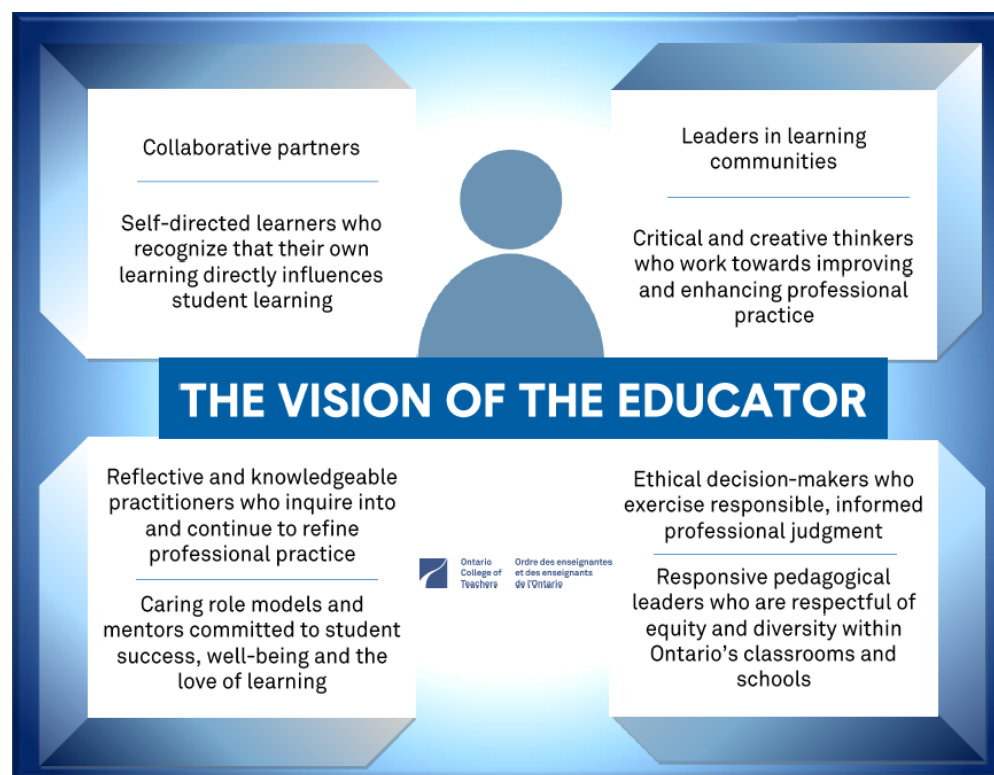 Collaborative partners
Self-directed learners who
recognize that their own
learning directly influences
student learning
Leaders in learning
communities
Critical and creative thinkers
who work towards improving
and enhancing professional
practice
THE VISION OF THE EDUCATOR
Reflective and knowledgeable
practitioners who inquire into
and continue to refine
professional practice
Caring role models and
mentors committed to student
success, well-being and the
love of learning
Ontario
College of
Teachers
Ordre des enseignantes
et des enseignants
de l'Ontario
Ethical decision-makers who
exercise responsible, informed
professional judgment
Responsive pedagogical
leaders who are respectful of
equity and diversity within
Ontario's classrooms and
schools